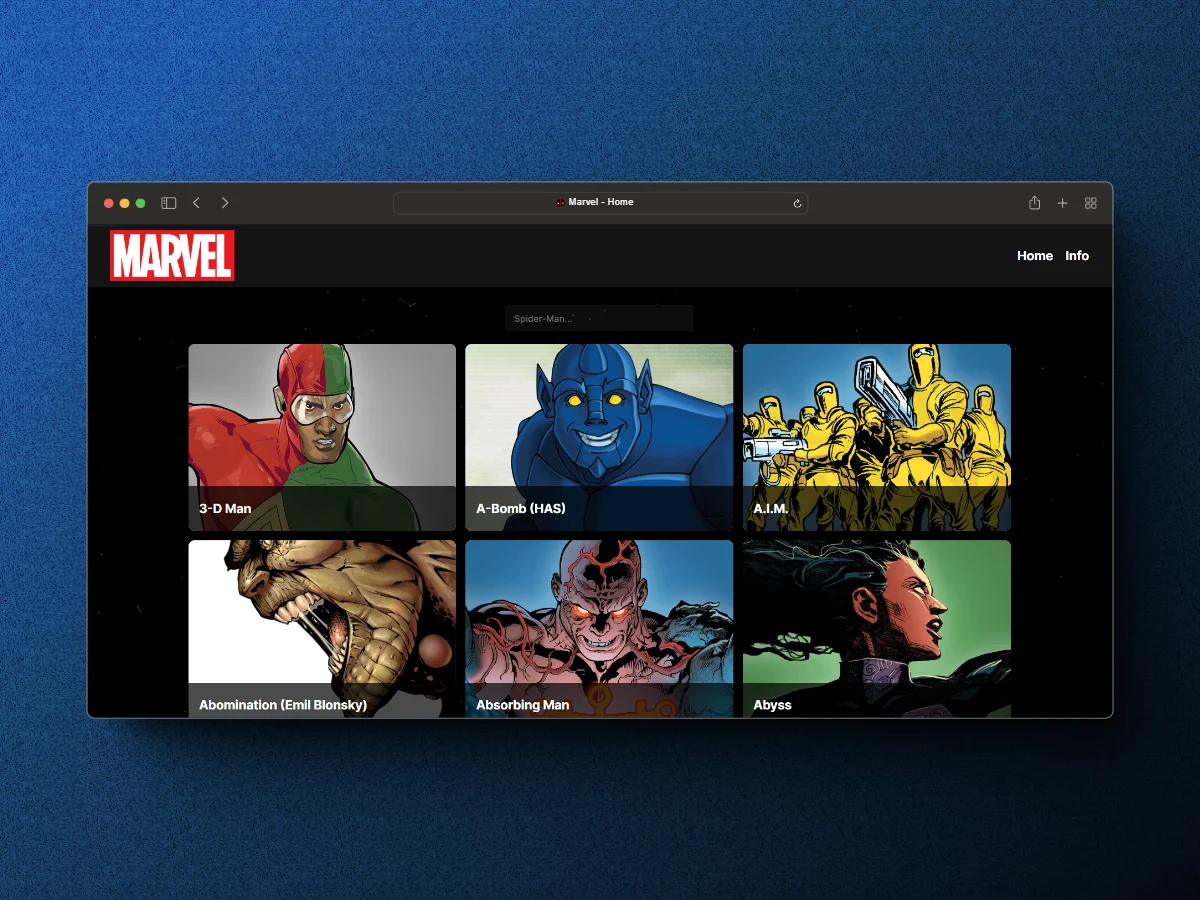 Marvel - Home
MARVEL
Home Info
Spider-Man...
3-D Man
A-Bomb (HAS)
A.I.M.
Abomination (Emil Blonsky)
Absorbing Man
Abyss